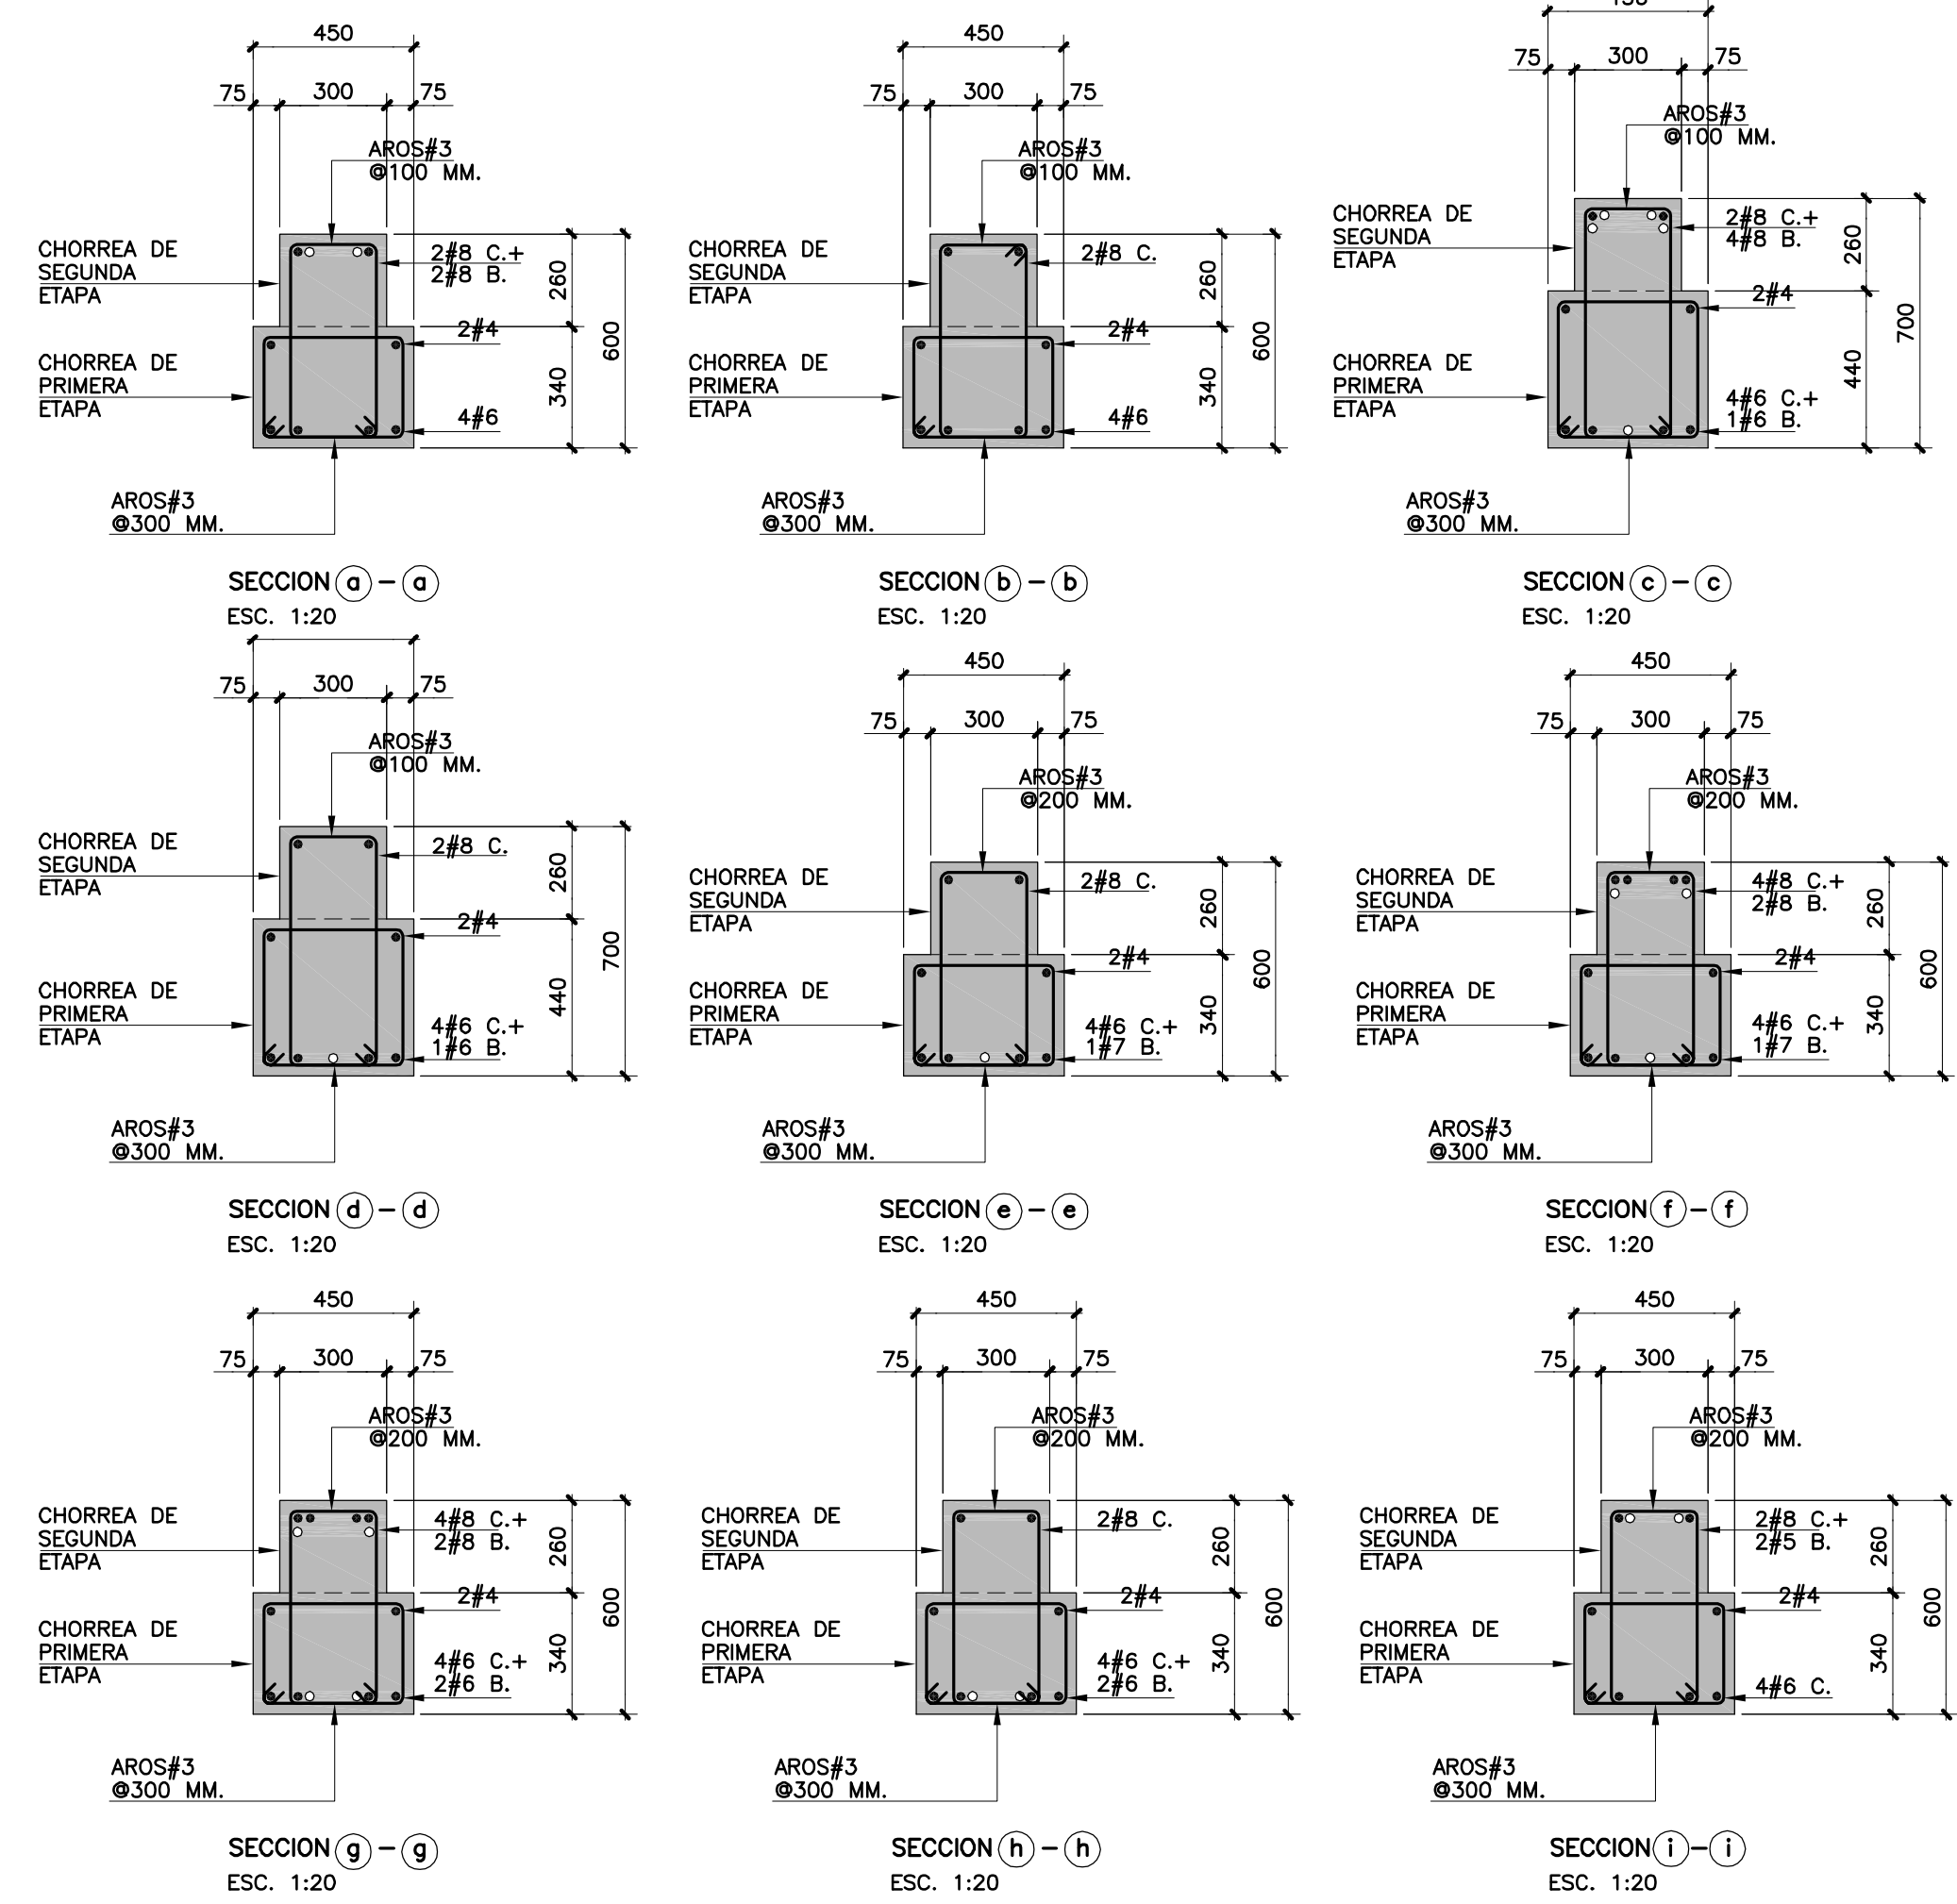 450
75 300 75
AROS#3
@100 MM.
CHORREA DE
SEGUNDA
ETAPA
2#8 C.+
2#8 B.
260
2#4
600
CHORREA DE
PRIMERA
ETAPA
340
4#6
AROS#3
@300 MM.
SECCION a - a
ESC. 1:20
450
75 300 75
AROS#3
@100 MM.
CHORREA DE
SEGUNDA
ETAPA
2#8 C.
260
2#4
600
CHORREA DE
PRIMERA
ETAPA
340
4#6
AROS#3
@300 MM.
SECCION b - b
ESC. 1:20
75 300 75
AROS#3
@100 MM.
CHORREA DE
SEGUNDA
ETAPA
2#8 C.+
4#8 B.
260
2#4
700
CHORREA DE
PRIMERA
ETAPA
440
4#6 C.+
1#6 B.
AROS#3
@300 MM.
SECCION c - c
ESC. 1:20
75 300 75
AROS#3
@100 MM.
CHORREA DE
SEGUNDA
ETAPA
2#8 C.
260
2#4
700
CHORREA DE
PRIMERA
ETAPA
440
4#6 C.+
1#6 B.
AROS#3
@300 MM.
SECCION d - d
ESC. 1:20
450
75 300 75
AROS#3
@200 MM.
CHORREA DE
SEGUNDA
ETAPA
2#8 C.
260
2#4
600
CHORREA DE
PRIMERA
ETAPA
340
4#6 C.+
1#7 B.
AROS#3
@300 MM.
SECCION e - e
ESC. 1:20
450
75 300 75
AROS#3
@200 MM.
CHORREA DE
SEGUNDA
ETAPA
4#8 C.+
2#8 B.
260
2#4
600
CHORREA DE
PRIMERA
ETAPA
340
4#6 C.+
1#7 B.
AROS#3
@300 MM.
SECCION f - f
ESC. 1:20
450
75 300 75
AROS#3
@200 MM.
CHORREA DE
SEGUNDA
ETAPA
4#8 C.+
2#8 B.
260
2#4
600
CHORREA DE
PRIMERA
ETAPA
340
4#6 C.+
2#6 B.
AROS#3
@300 MM.
SECCION g - g
ESC. 1:20
450
75 300 75
AROS#3
@200 MM.
CHORREA DE
SEGUNDA
ETAPA
2#8 C.
260
2#4
600
CHORREA DE
PRIMERA
ETAPA
340
4#6 C.+
2#6 B.
AROS#3
@300 MM.
SECCION h - h
ESC. 1:20
450
75 300 75
AROS#3
@200 MM.
CHORREA DE
SEGUNDA
ETAPA
2#8 C.+
2#5 B.
260
2#4
600
CHORREA DE
PRIMERA
ETAPA
340
4#6 C.
AROS#3
@300 MM.
SECCION i - i
ESC. 1:20